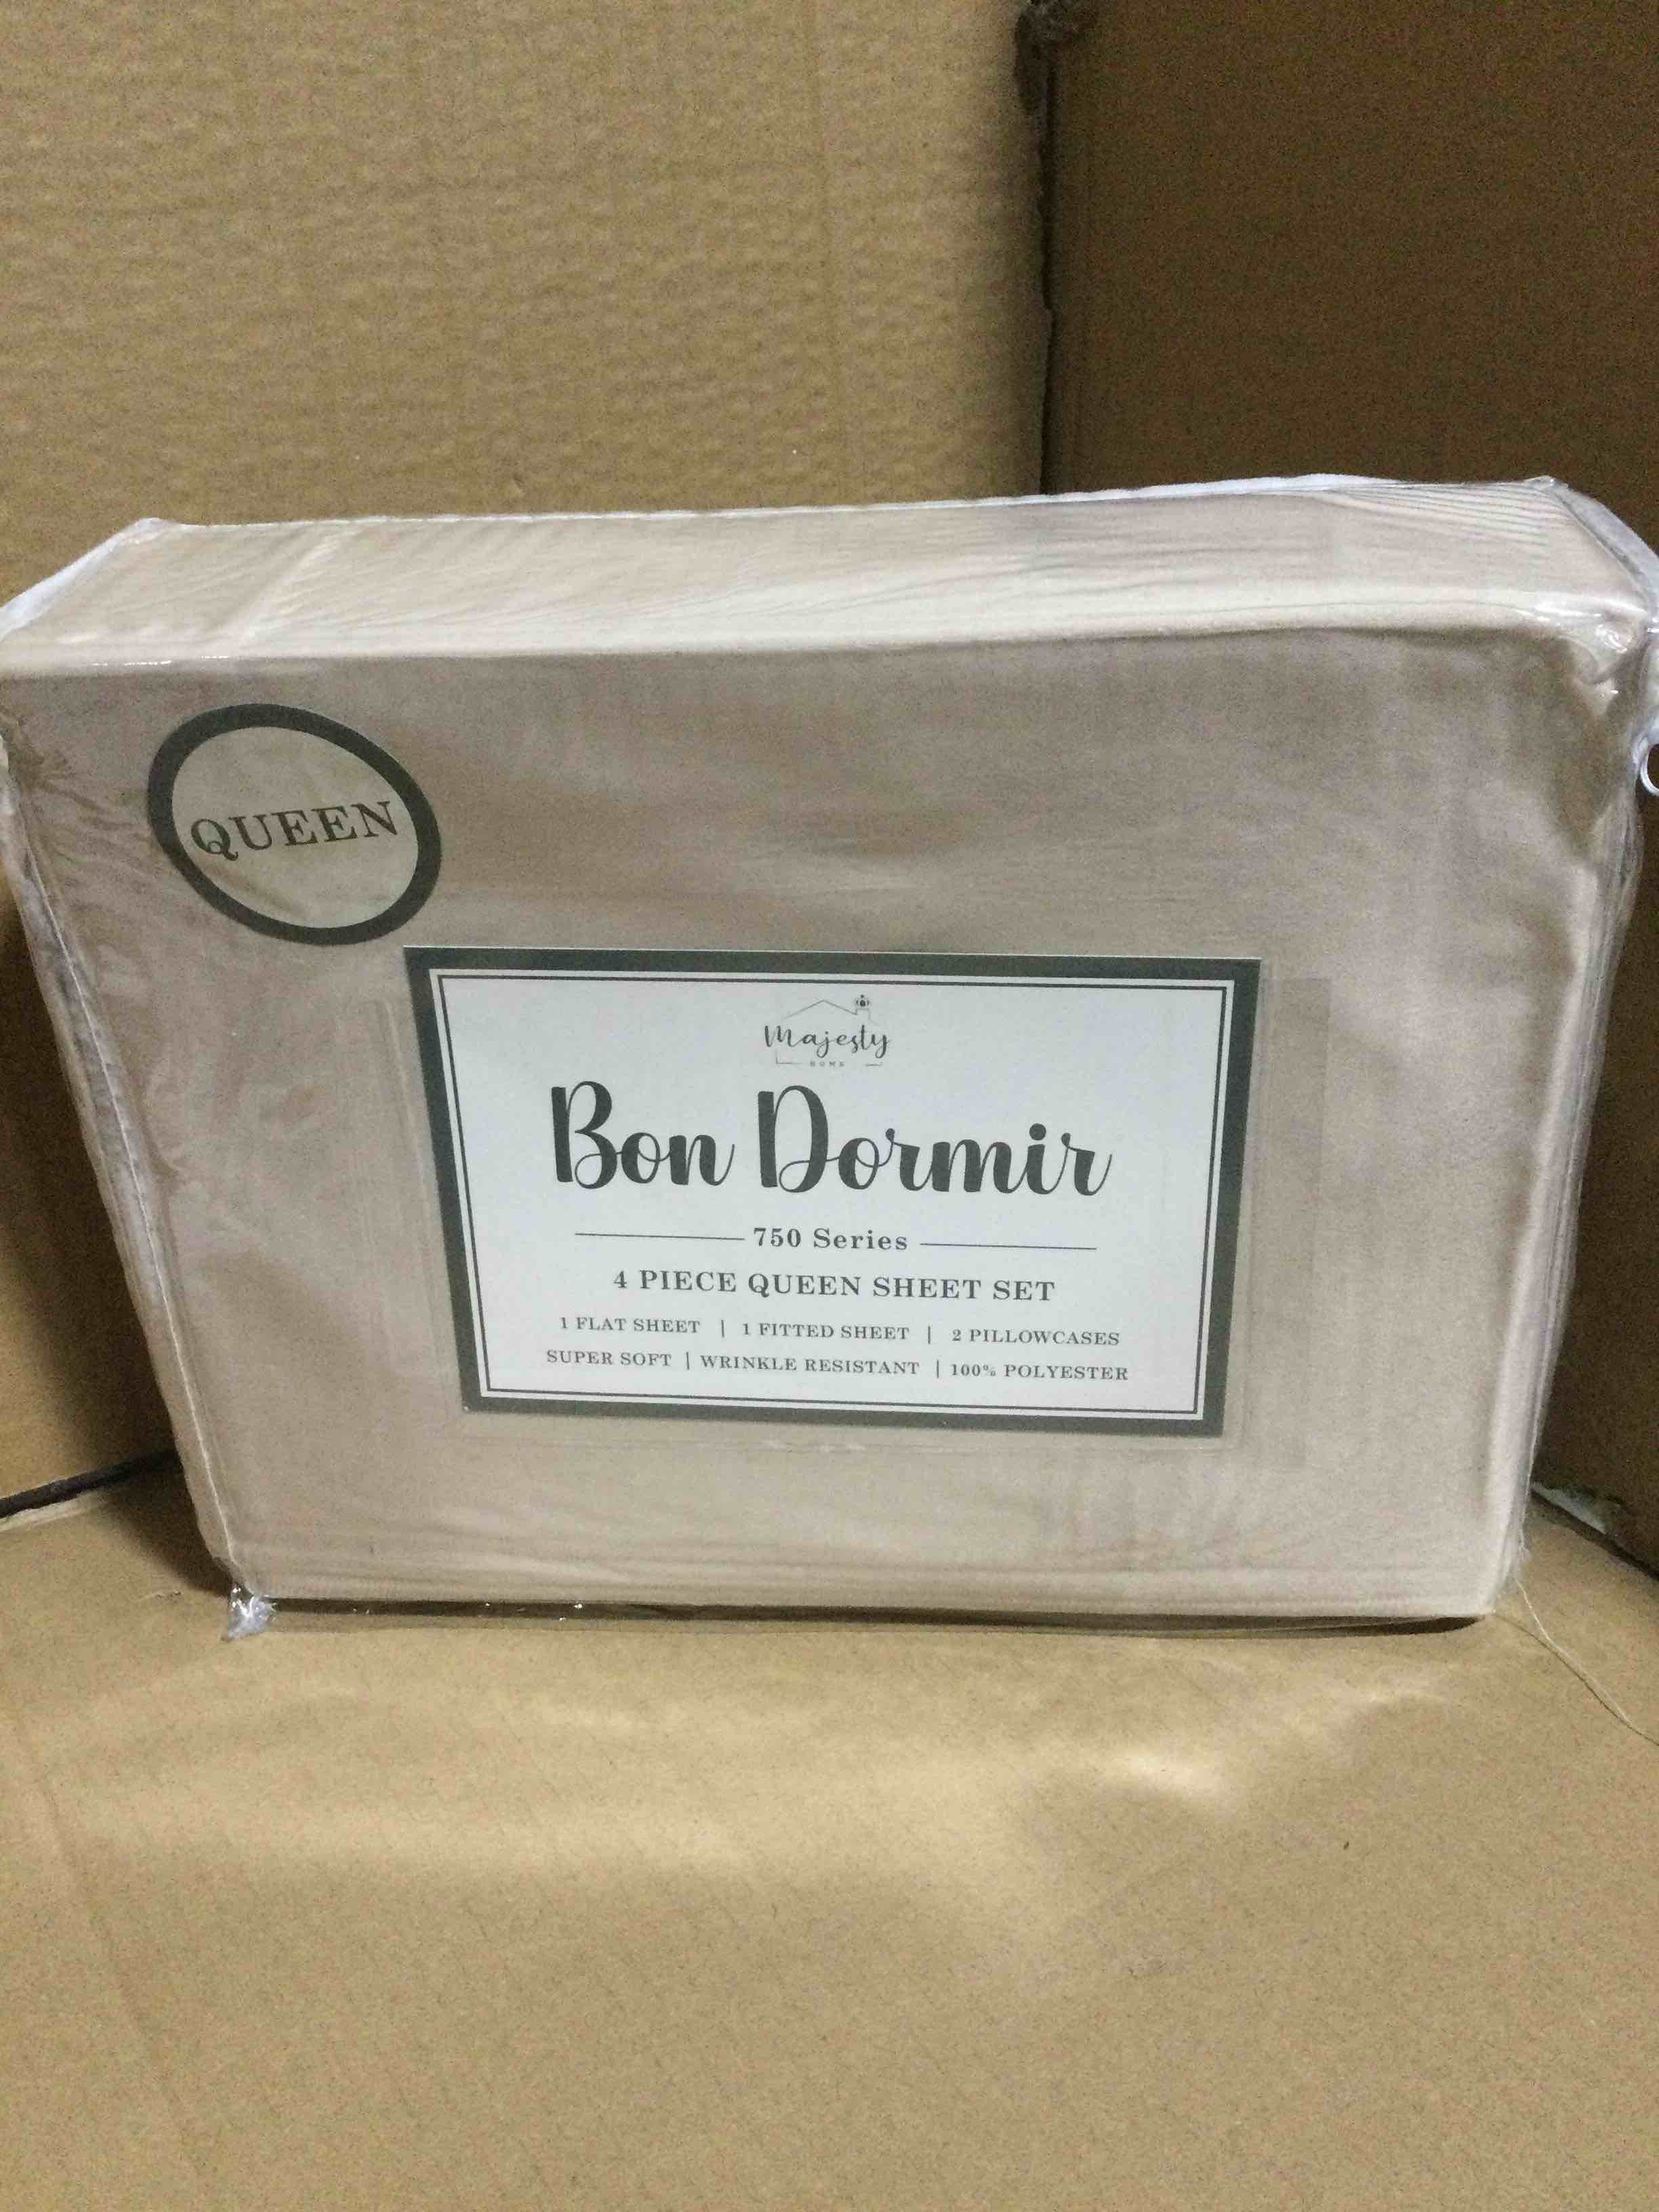 QUEEN
Majesty
HOME
Bon Dormir
750 Series
4 PIECE QUEEN SHEET SET
1 FLAT SHEET | 1 FITTED SHEET | 2 PILLOWCASES
SUPER SOFT | WRINKLE RESISTANT | 100% POLYESTER